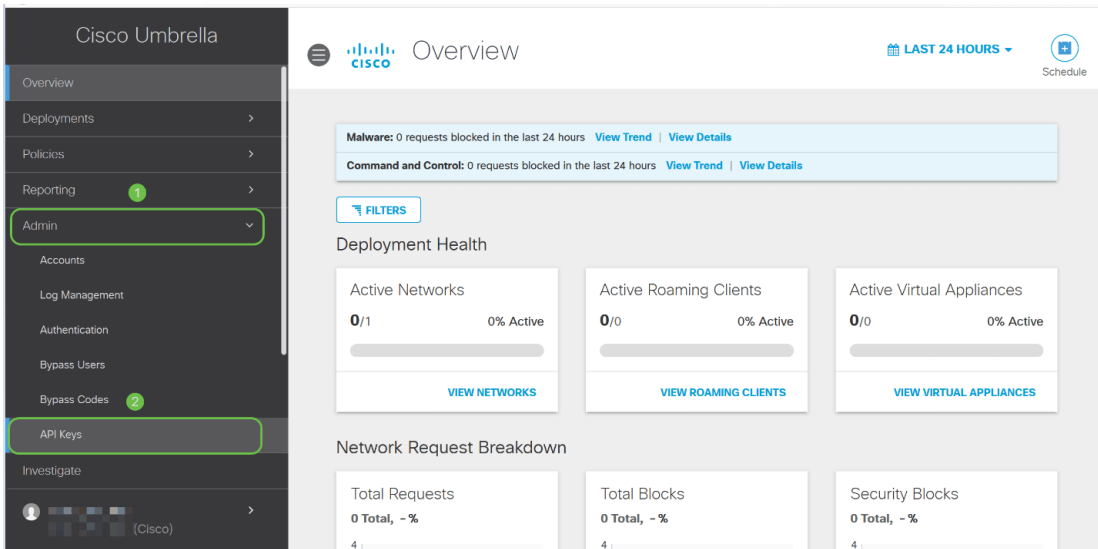 Cisco Umbrella
Overview
Deployments
Policies
Reporting
1
Admin
Accounts
Log Management
Authentication
Bypass Users
Bypass Codes
2
API Keys
Investigate
(Cisco)
CISCO
Overview
LAST 24 HOURS
Schedule
Malware: 0 requests blocked in the last 24 hours View Trend | View Details
Command and Control: 0 requests blocked in the last 24 hours View Trend | View Details
FILTERS
Deployment Health
Active Networks
0/1 0% Active
VIEW NETWORKS
Active Roaming Clients
0/0 0% Active
VIEW ROAMING CLIENTS
Active Virtual Appliances
0/0 0% Active
VIEW VIRTUAL APPLIANCES
Network Request Breakdown
Total Requests
0 Total, - %
4
Total Blocks
0 Total, - %
4
Security Blocks
0 Total, - %
4